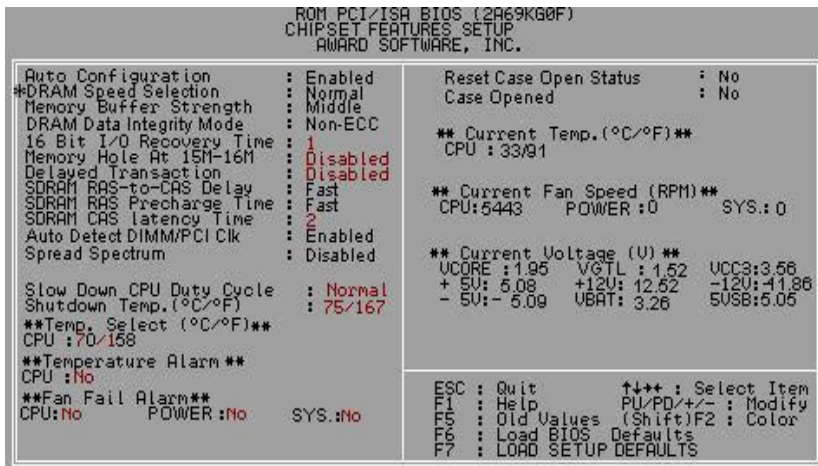 ROM PCI/ISA BIOS (2A69KG0F)
CHIPSET FEATURES SETUP
AWARD SOFTWARE, INC.
Auto Configuration : Enabled
*DRAM Speed Selection : Normal
Memory Buffer Strength : Middle
DRAM Data Integrity Mode : Non-ECC
16 Bit I/O Recovery Time : 1
Memory Hole At 15M-16M : Disabled
Delayed Transaction : Disabled
SDRAM RAS-to-CAS Delay : Fast
SDRAM RAS Precharge Time : Fast
SDRAM CAS latency Time : 2
Auto Detect DIMM/PCI Clk : Enabled
Spread Spectrum : Disabled
Slow Down CPU Duty Cycle : Normal
Shutdown Temp.(°C/°F) : 75/167
**Temp. Select (°C/°F)**
CPU :70/158
**Temperature Alarm **
CPU :No
**Fan Fail Alarm**
CPU:No POWER :No SYS.:No
Reset Case Open Status : No
Case Opened : No
** Current Temp.(°C/°F)**
CPU : 33/91
** Current Fan Speed (RPM)**
CPU:5443 POWER :0 SYS.: 0
** Current Voltage (V) **
VCORE : 1.95 VGTL : 1.52 VCC3:3.56
+ 5V: 5.08 +12V: 12.52 -12V:-11.86
- 5V:- 5.09 VBAT: 3.26 5VSB:5.05
ESC : Quit ↑↓→← : Select Item
F1 : Help PU/PD/+/- : Modify
F5 : Old Values (Shift)F2 : Color
F6 : Load BIOS Defaults
F7 : LOAD SETUP DEFAULTS